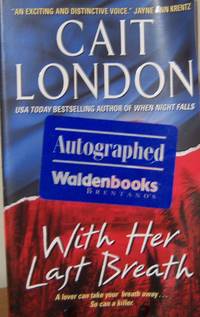 "AN EXCITING AND DISTINCTIVE VOICE." JAYNE ANN KRENTZ
CAIT
LONDON
USA TODAY BESTSELLING AUTHOR OF WHEN NIGHT FALLS
Autographed
Waldenbooks
BRENTANO'S
With Her
Last Breath
A lover can take your breath away...
So can a killer.